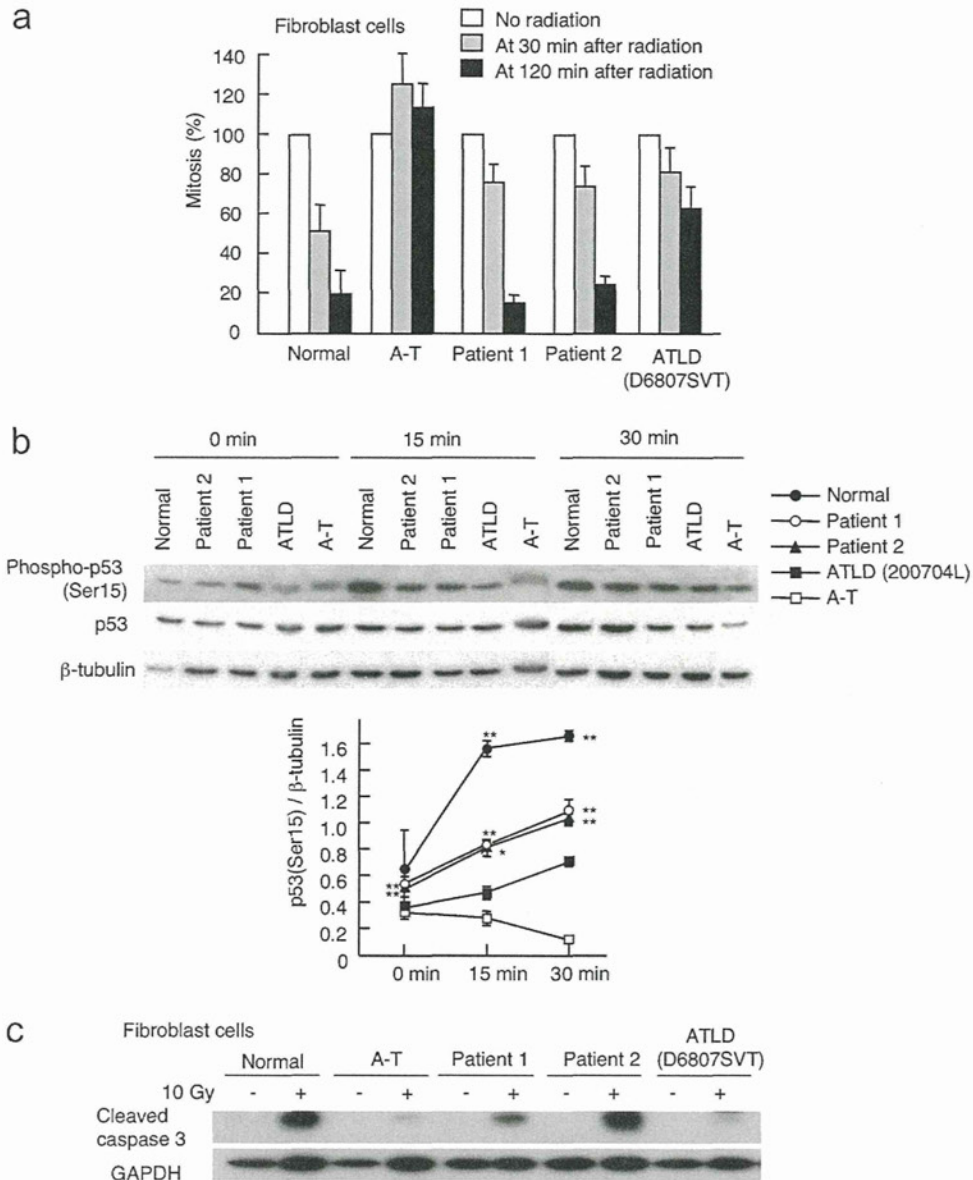 a
Fibroblast cells
No radiation
At 30 min after radiation
At 120 min after radiation
Mitosis (%)
140
120
100
80
60
40
20
0
Normal A-T Patient 1 Patient 2 ATLD
(D6807SVT)
b
0 min 15 min 30 min
Normal Patient 2 Patient 1 ATLD A-T Normal Patient 2 Patient 1 ATLD A-T Normal Patient 2 Patient 1 ATLD A-T
Normal
Patient 1
Patient 2
ATLD (200704L)
A-T
Phospho-p53
(Ser15)
p53
β-tubulin
p53(Ser15) / β-tubulin
1.6
1.4
1.2
1.0
0.8
0.6
0.4
0.2
0
** **
** * ** **
** **
0 min 15 min 30 min
c
Fibroblast cells
Normal A-T Patient 1 Patient 2 ATLD
(D6807SVT)
10 Gy - + - + - + - + - +
Cleaved
caspase 3
GAPDH